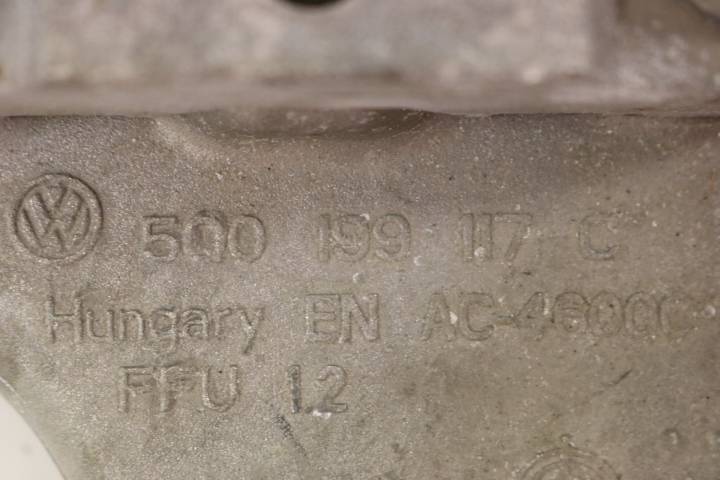 5Q0 199 117 C
Hungary EN AC-46000
FFU 12